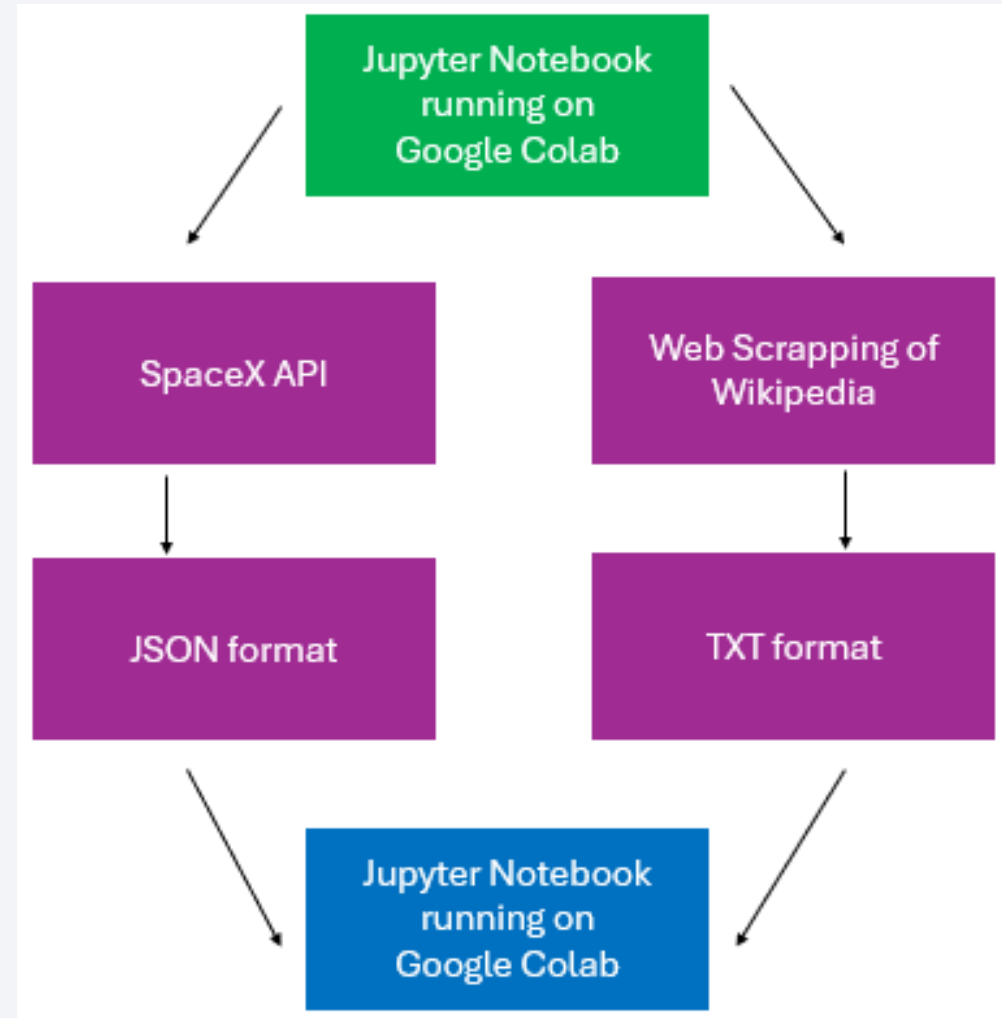 Jupyter Notebook
running on
Google Colab
SpaceX API
Web Scrapping of
Wikipedia
JSON format
TXT format
Jupyter Notebook
running on
Google Colab